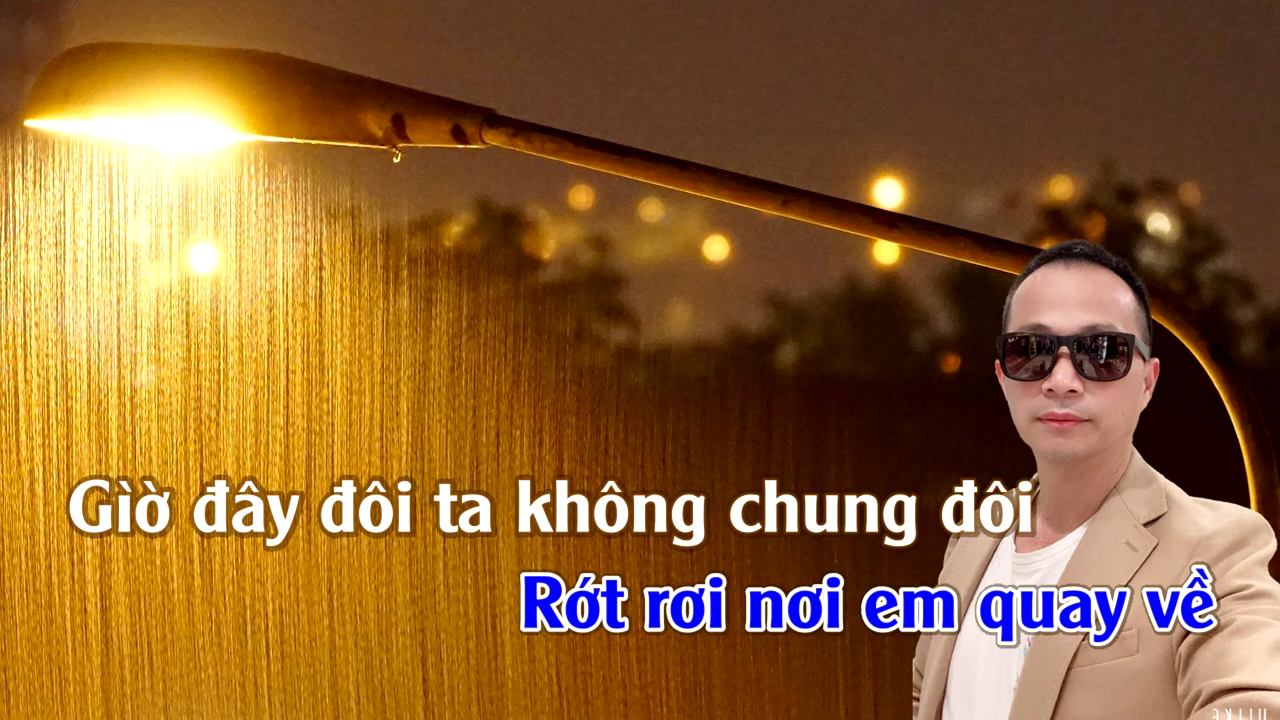 Giờ đây đôi ta không chung đôi
Rớt rơi nơi em quay về